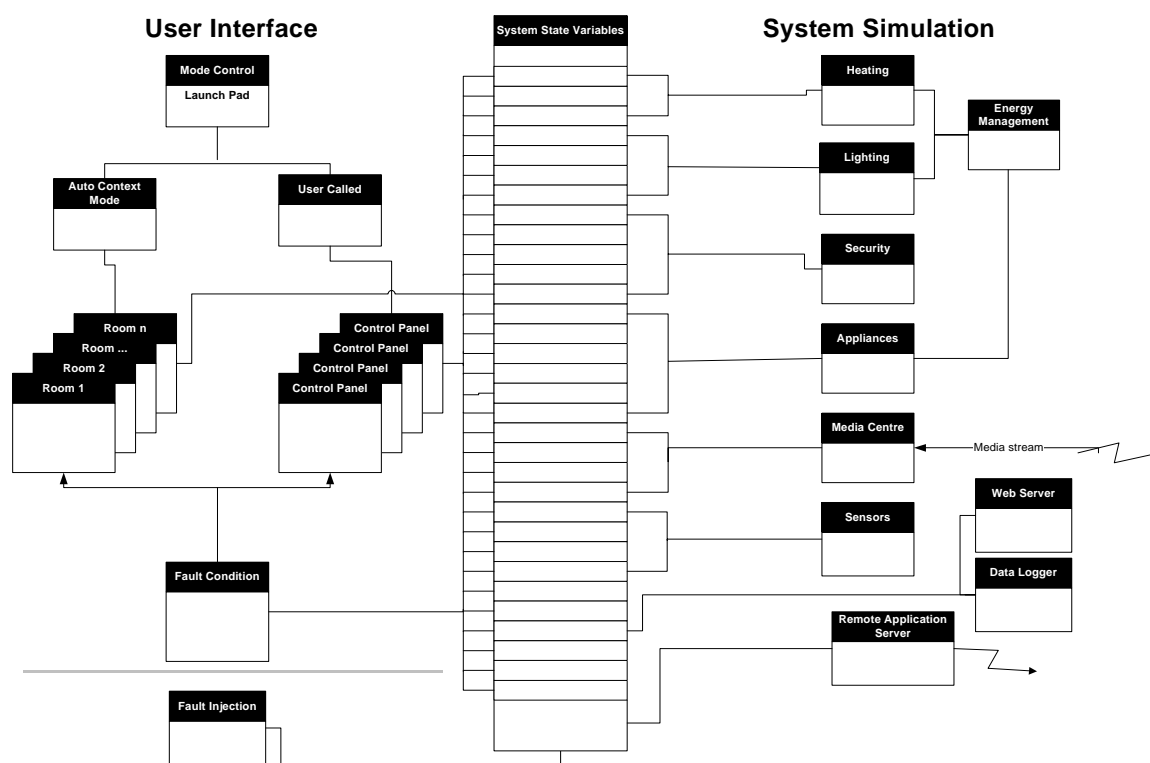 User Interface
System State Variables
System Simulation
Mode Control
Launch Pad
Heating
Energy
Management
Lighting
Auto Context
Mode
User Called
Security
Room n
Room ...
Room 2
Room 1
Control Panel
Control Panel
Control Panel
Control Panel
Appliances
Media Centre
Media stream
Web Server
Sensors
Fault Condition
Data Logger
Remote Application
Server
Fault Injection